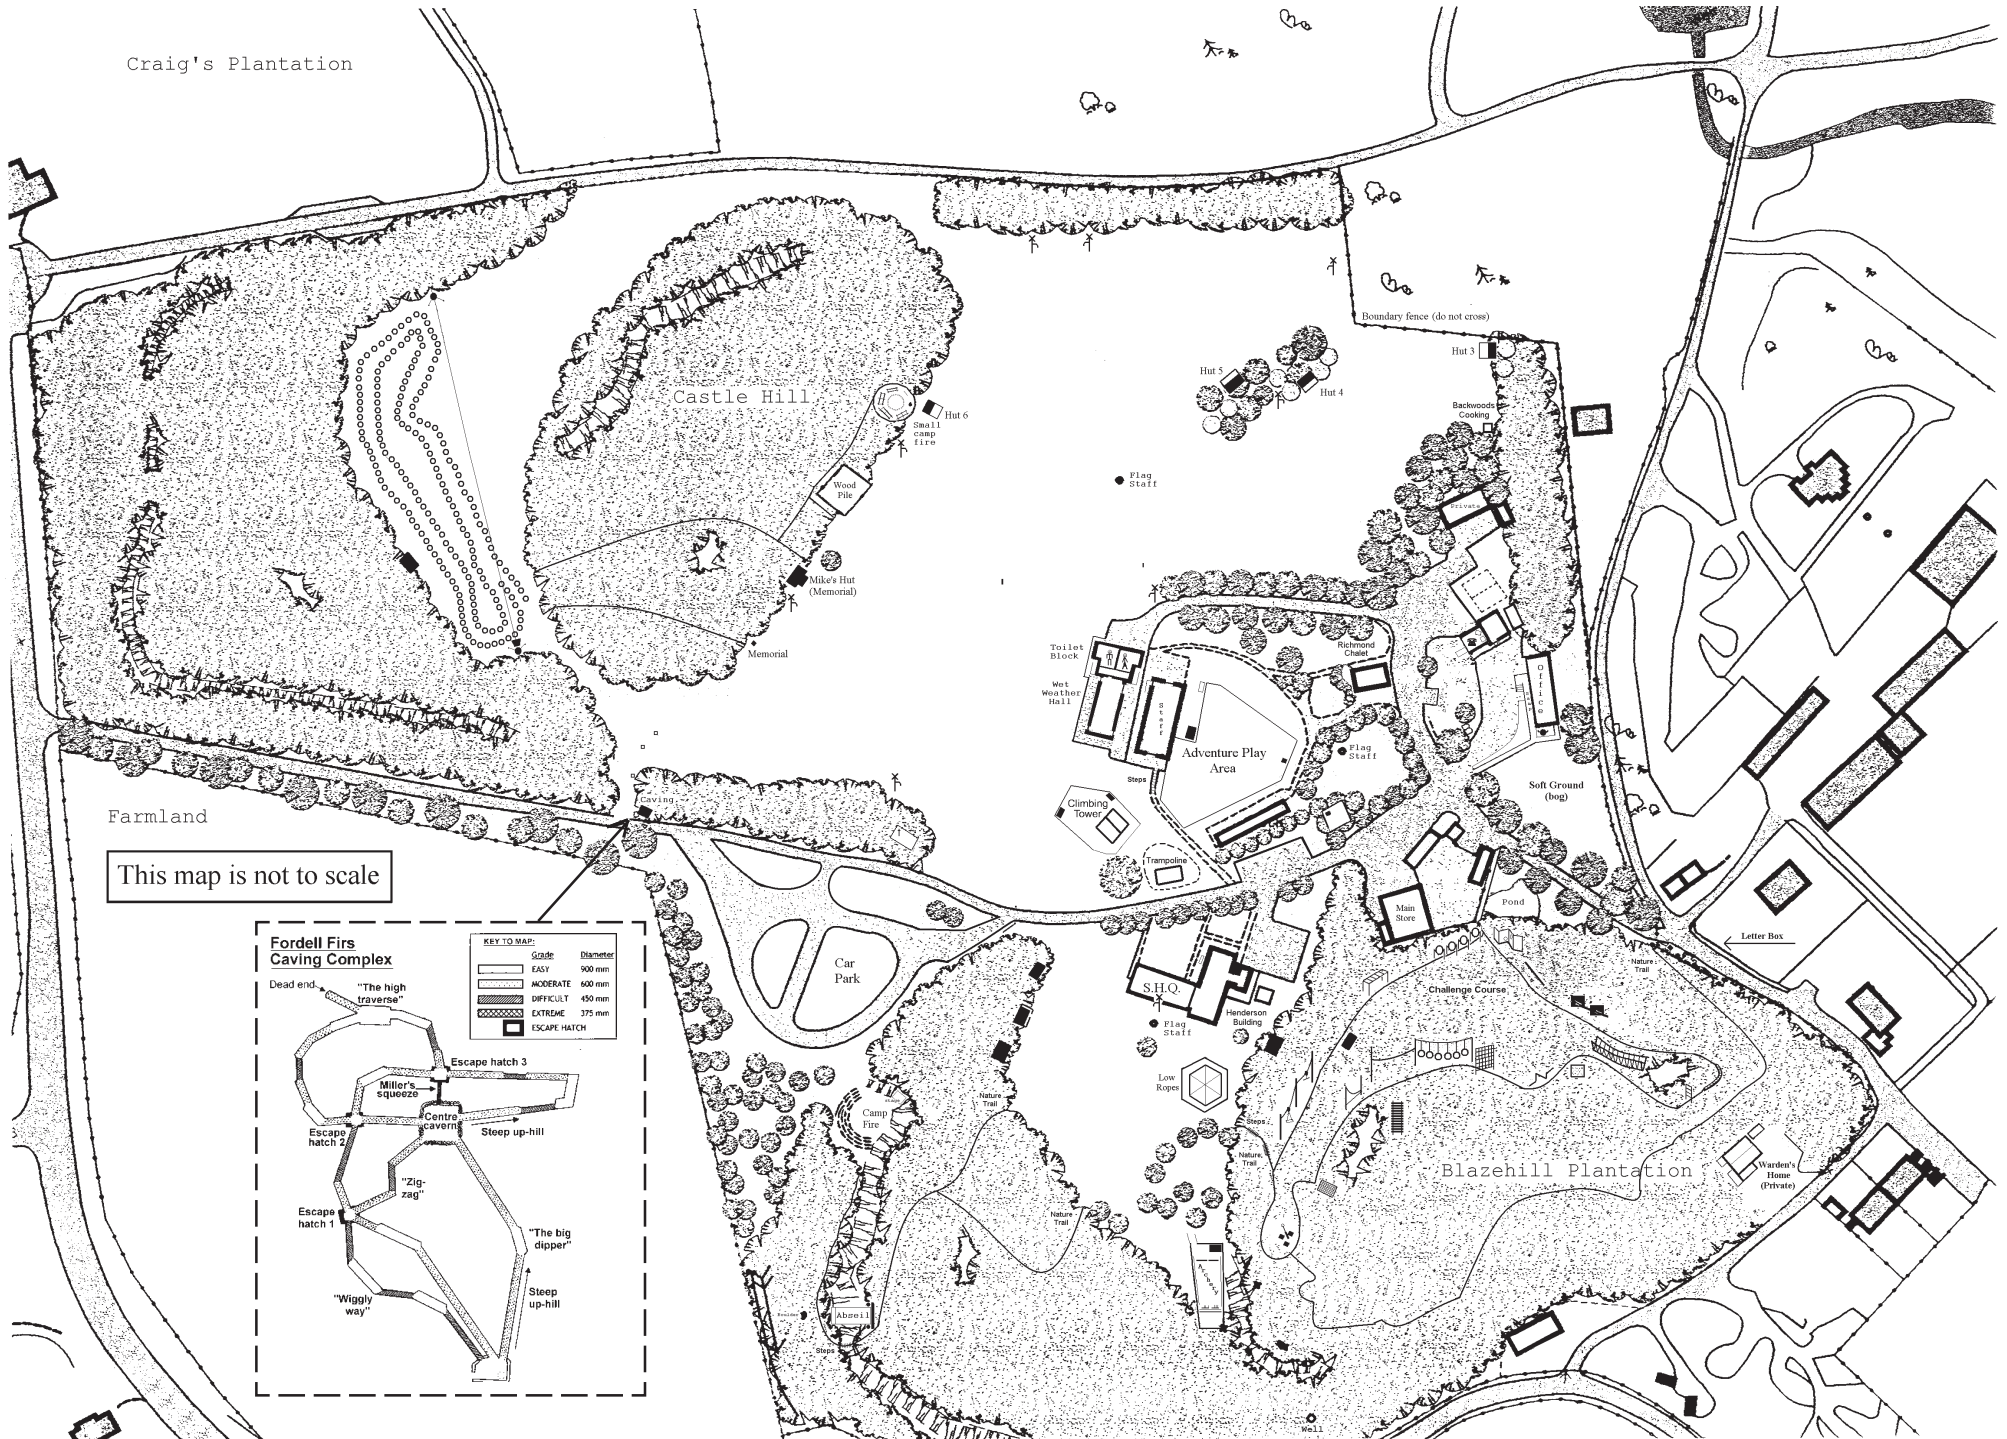 Craig's Plantation
Boundary fence (do not cross)
Hut 3
Hut 5
Hut 4
Castle Hill
Hut 6
Small
camp
fire
Backwoods
Cooking
Flag
Staff
Wood
Pile
Private
Mike's Hut
(Memorial)
Memorial
Toilet
Block
Wet
Weather
Hall
Staff
Richmond
Chalet
Office
Adventure Play
Area
Flag
Staff
Steps
Soft Ground
(bog)
Caving
Climbing
Tower
Trampoline
Farmland
This map is not to scale
Main
Store
Pond
Letter Box
Nature
Trail
Car
Park
S.H.Q.
Henderson
Building
Flag
Staff
Challenge Course
Low
Ropes
Nature
Trail
Camp
Fire
Steps
Nature
Trail
Blazehill Plantation
Warden's
Home
(Private)
Nature
Trail
Archery
Abseil
Steps
Well
Fordell Firs
Caving Complex
KEY TO MAP:
Grade Diameter
EASY 900 mm
MODERATE 600 mm
DIFFICULT 450 mm
EXTREME 375 mm
ESCAPE HATCH
Dead end
"The high
traverse"
Escape hatch 3
Miller's
squeeze
Centre
cavern
Escape
hatch 2
Steep up-hill
"Zig-
zag"
Escape
hatch 1
"The big
dipper"
"Wiggly
way"
Steep
up-hill